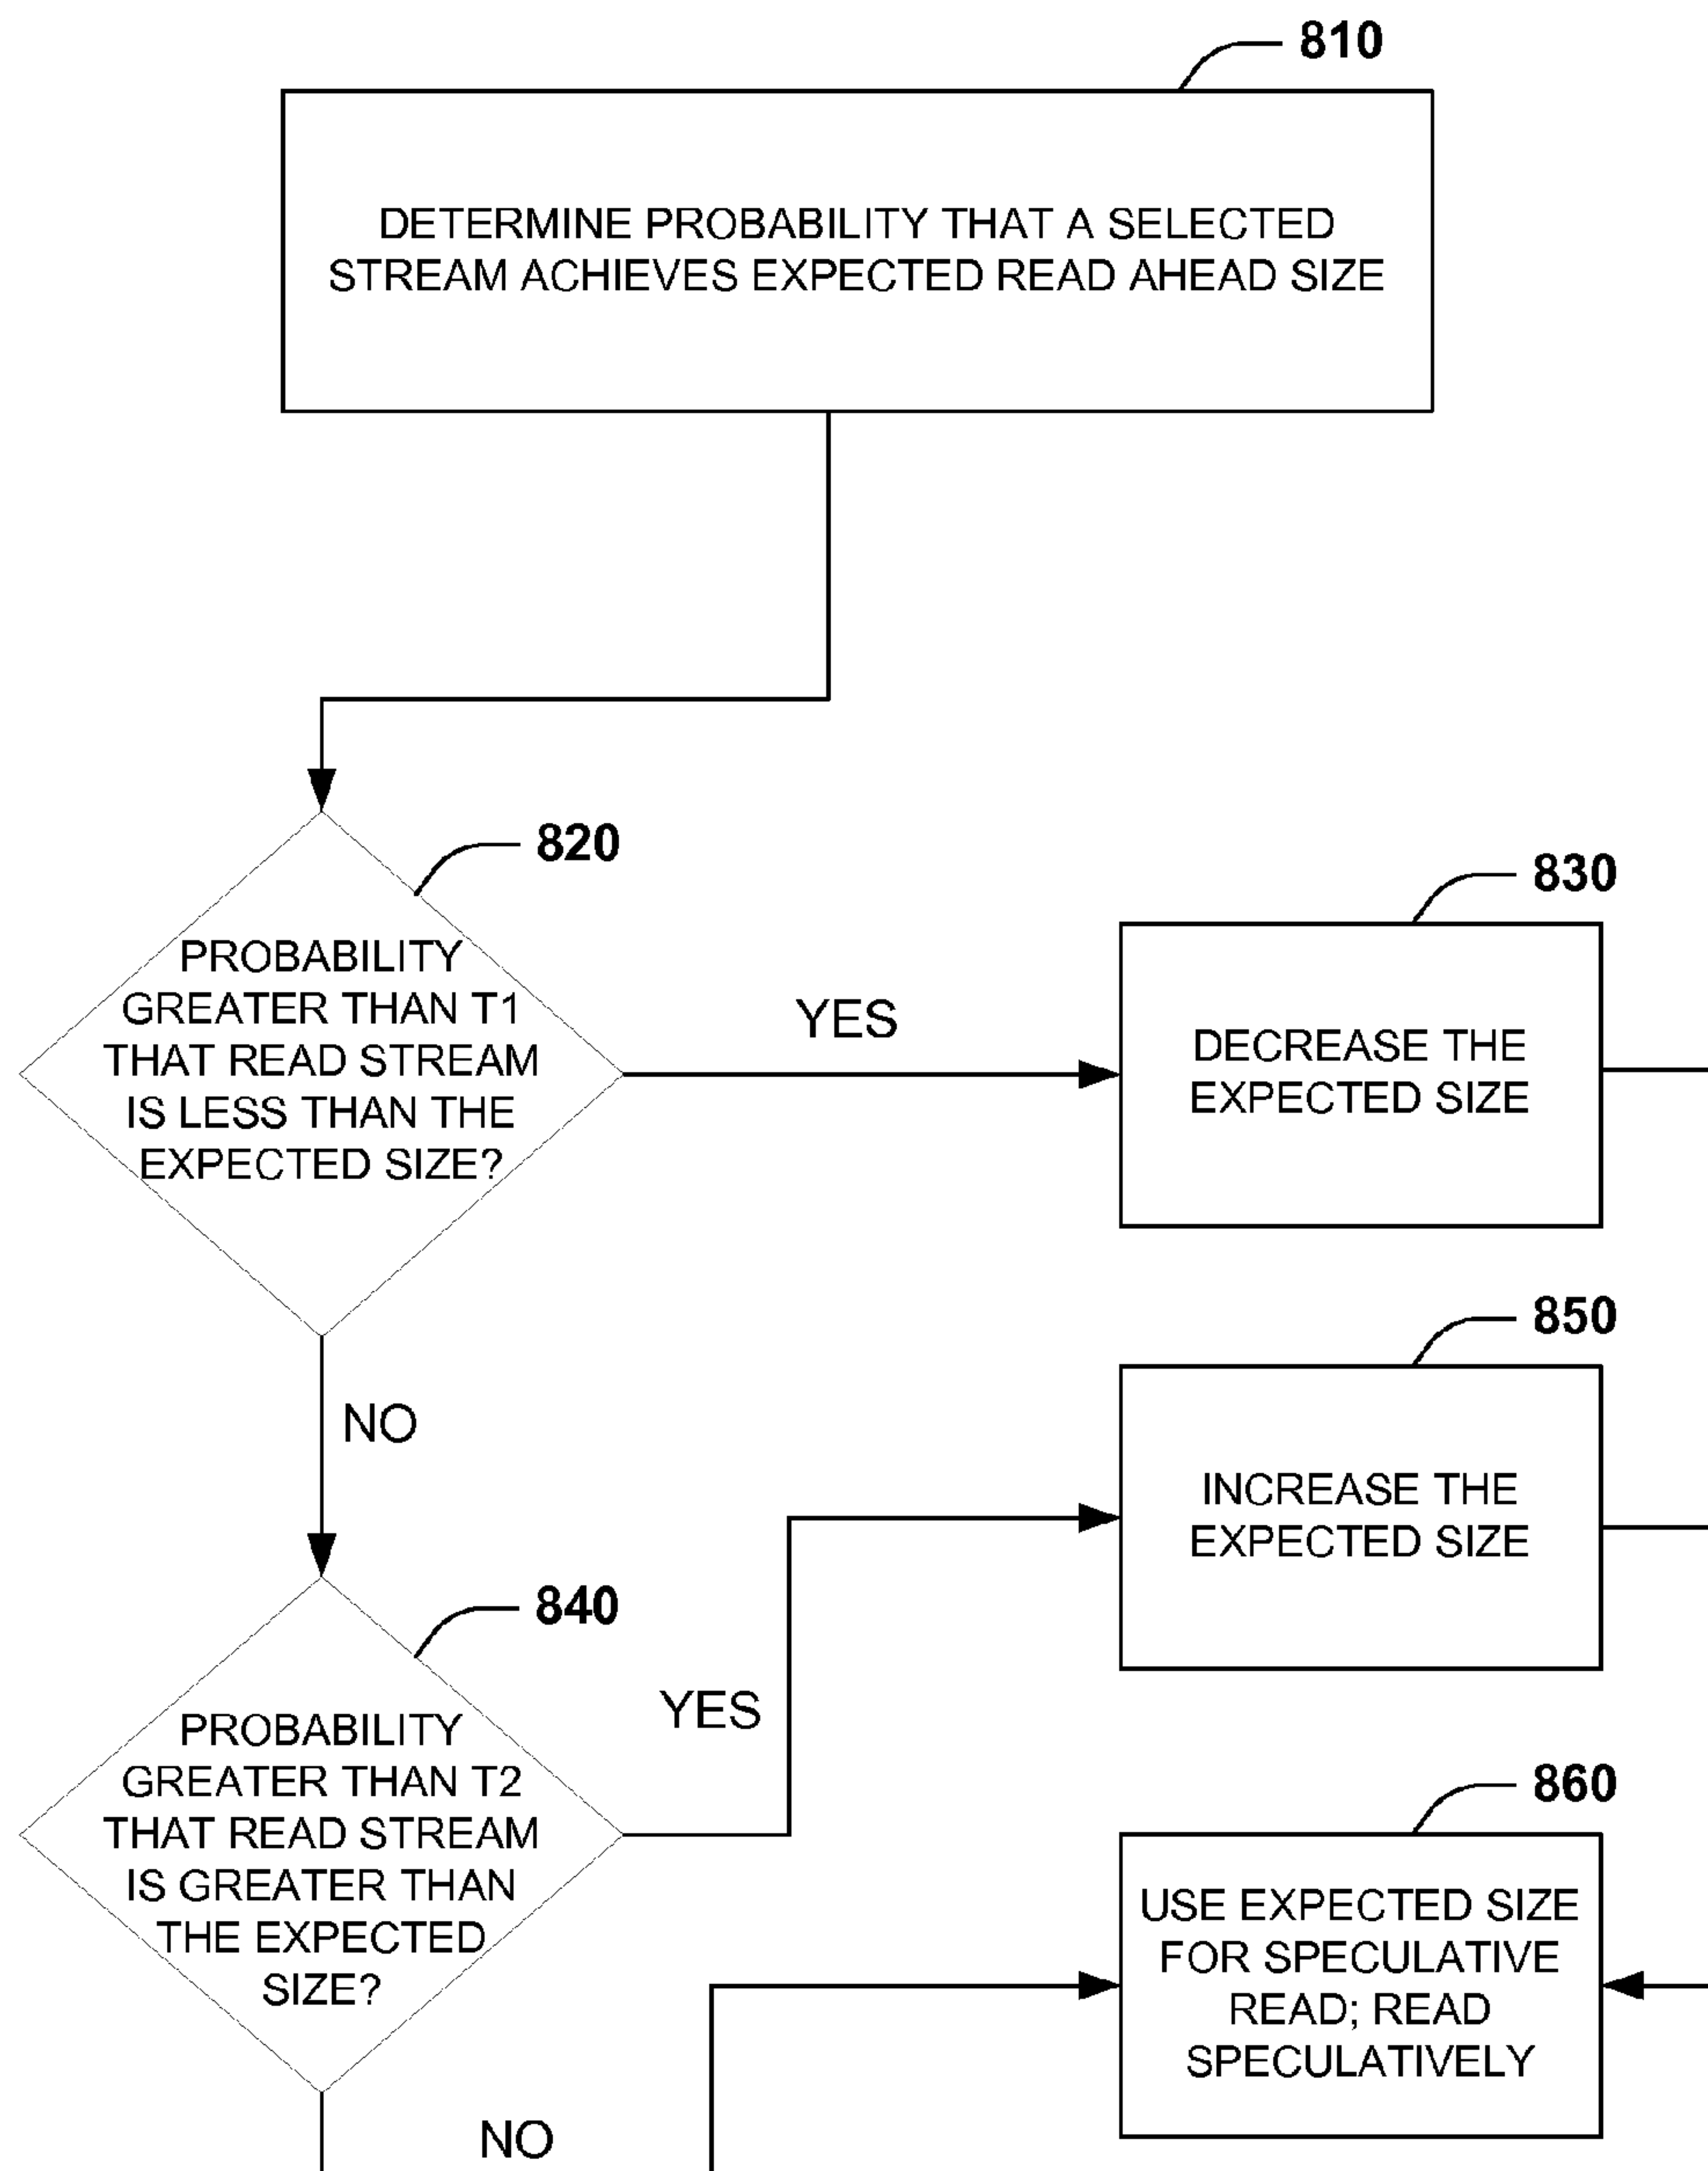 810
DETERMINE PROBABILITY THAT A SELECTED
STREAM ACHIEVES EXPECTED READ AHEAD SIZE
820
PROBABILITY
GREATER THAN T1
THAT READ STREAM
IS LESS THAN THE
EXPECTED SIZE?
YES
830
DECREASE THE
EXPECTED SIZE
NO
840
PROBABILITY
GREATER THAN T2
THAT READ STREAM
IS GREATER THAN
THE EXPECTED
SIZE?
YES
850
INCREASE THE
EXPECTED SIZE
NO
860
USE EXPECTED SIZE
FOR SPECULATIVE
READ; READ
SPECULATIVELY